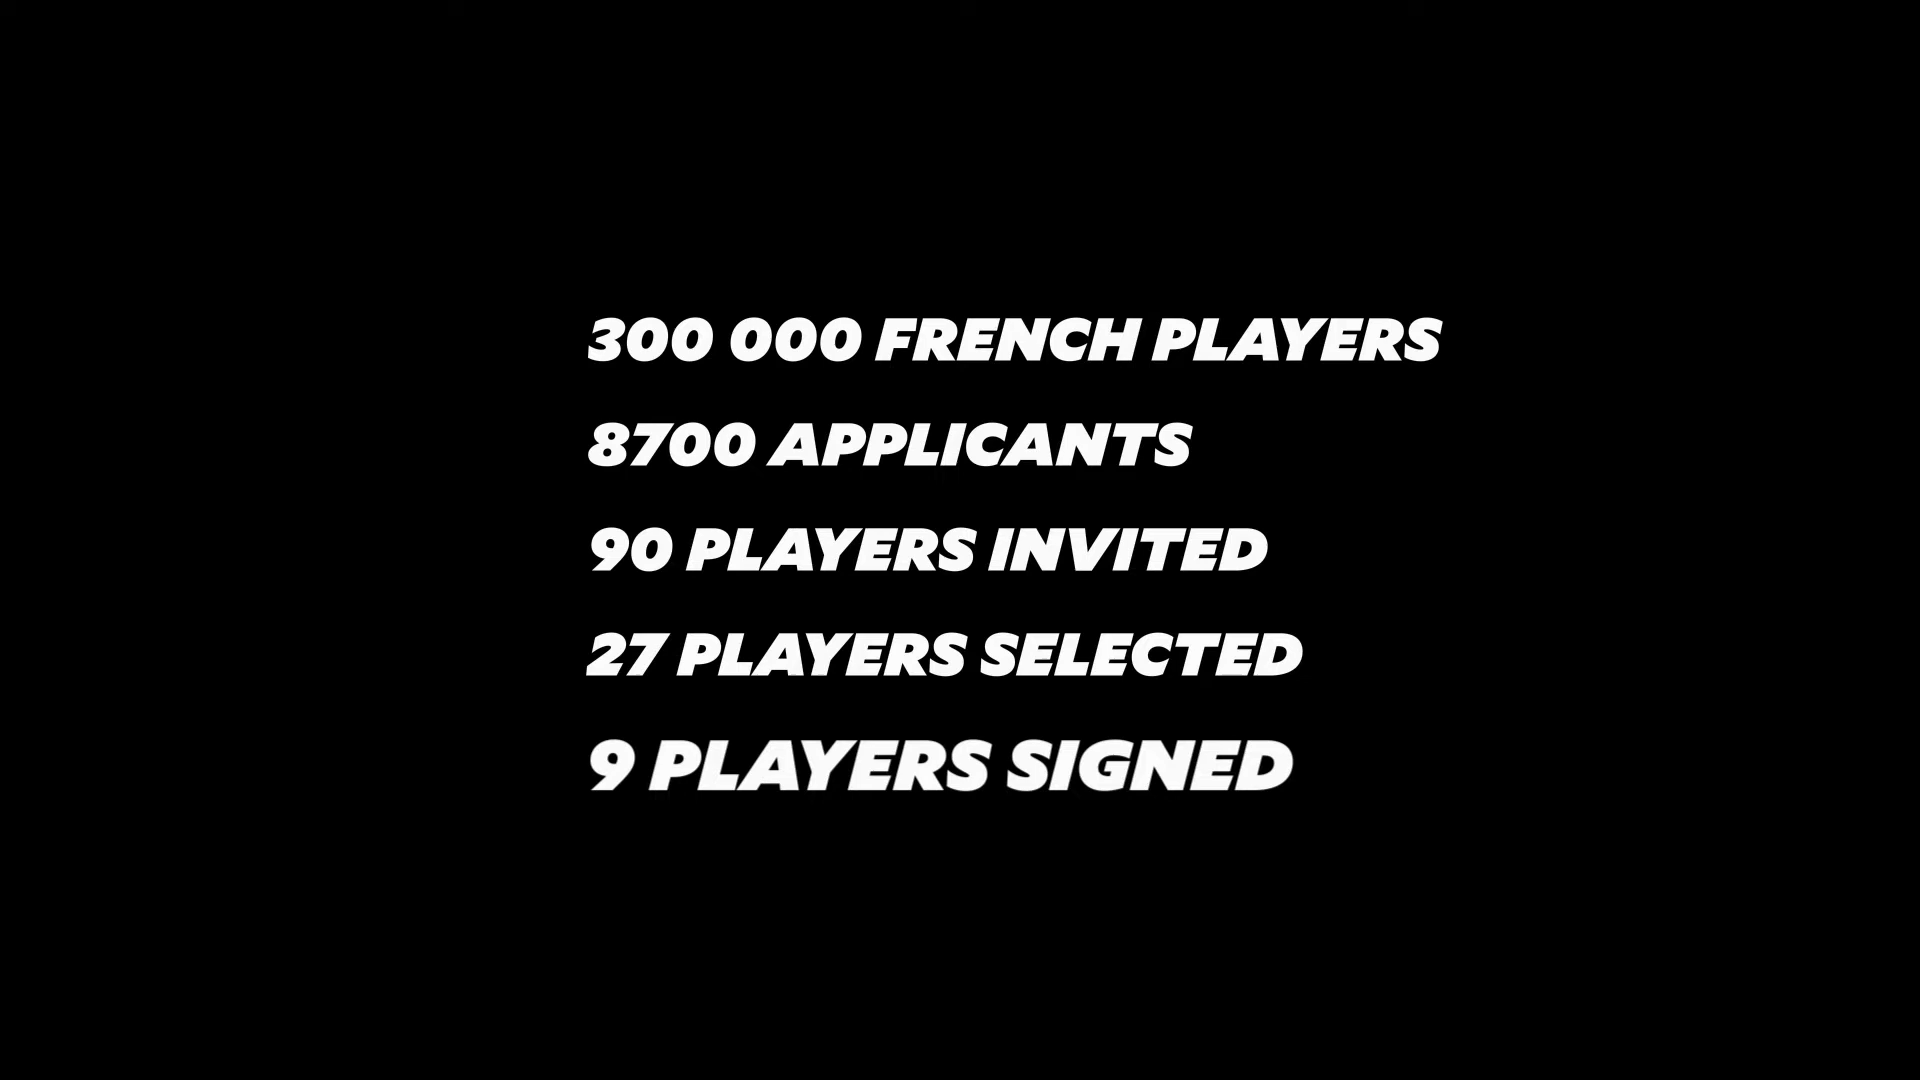 300 000 FRENCH PLAYERS
8700 APPLICANTS
90 PLAYERS INVITED
27 PLAYERS SELECTED
9 PLAYERS SIGNED